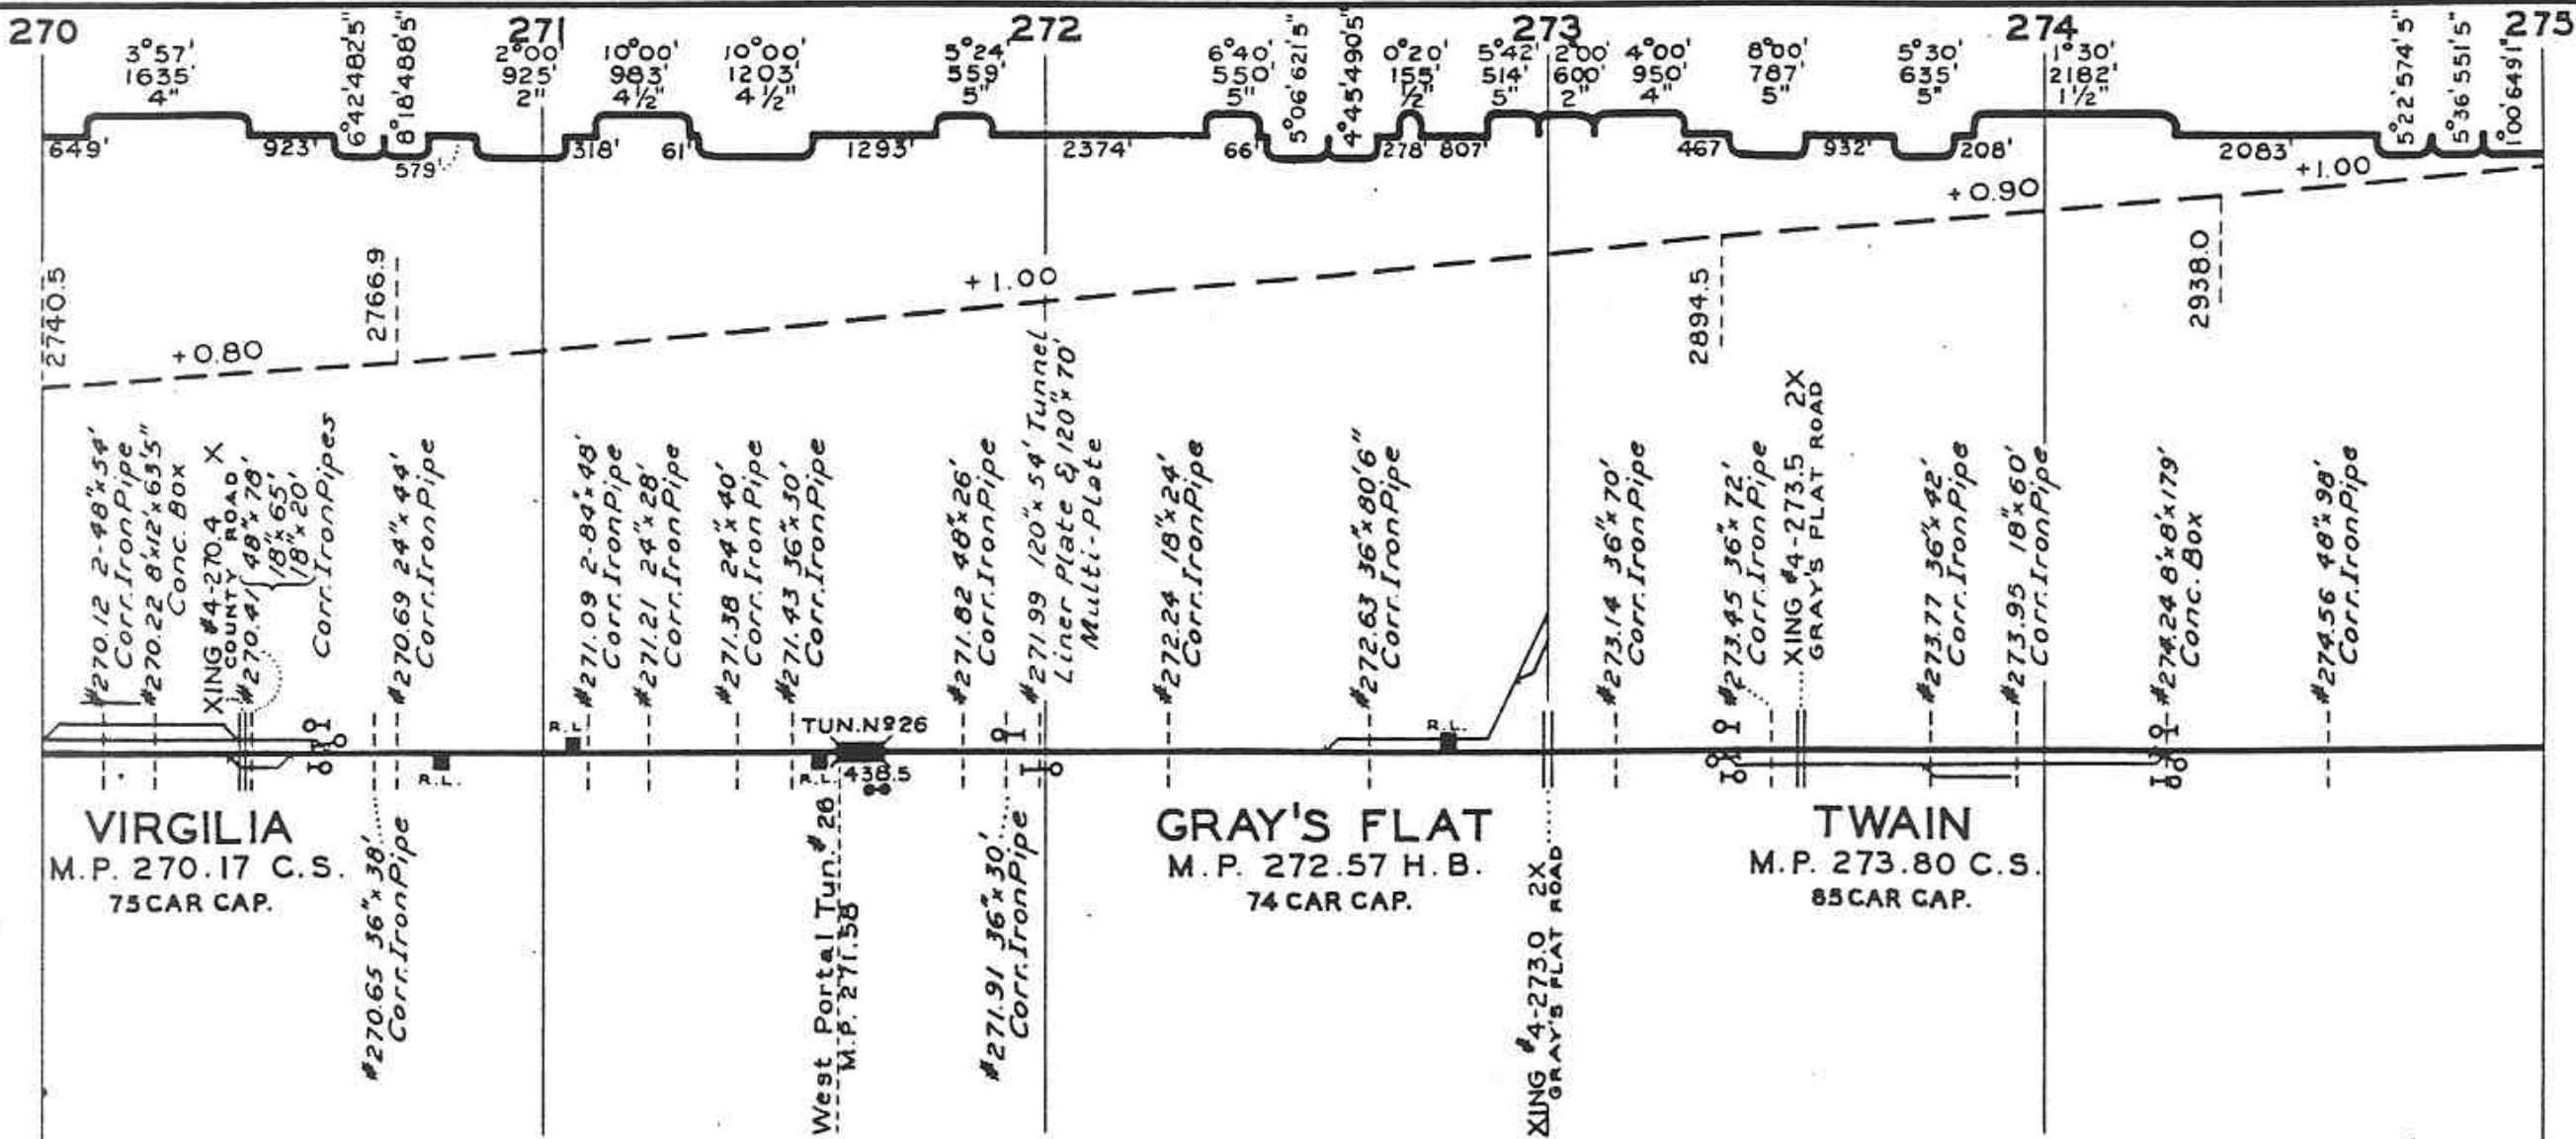 270 271 272 273 274 275
3°57'
1635'
4"
6°42'482'5"
8°18'488'5"
2°00'
925'
2"
10°00'
983'
4½"
10°00'
1203'
4½"
5°24'
559'
5"
6°40'
550'
5"
5°06'621'5"
4°45'490'5"
0°20'
155'
½"
5°42'
514'
5"
2°00'
600'
2"
4°00'
950'
4"
8°00'
787'
5"
5°30'
635'
5"
1°30'
2182'
1½"
5°22'574'5"
5°36'551'5"
1°00'649'1"
649' 923' 579' 318' 61' 1293' 2374' 66' 278' 807' 467 932' 208' 2083'
2740.5
+0.80
2766.9
+1.00
2894.5
+0.90
2938.0
+1.00
#270.12 2-48"x54'
Corr.Iron Pipe
#270.22 8'x12'x63'5"
Conc. Box
XING #4-270.4 X
COUNTY ROAD
#270.41 48"x78'
18"x65'
18"x20'
Corr.Iron Pipes
#270.69 24"x44'
Corr.Iron Pipe
#271.09 2-84"x48'
Corr.Iron Pipe
#271.21 24"x28'
Corr.Iron Pipe
#271.38 24"x40'
Corr.Iron Pipe
#271.43 36"x30'
Corr.Iron Pipe
#271.82 48"x26'
Corr.Iron Pipe
#271.99 120"x54' Tunnel
Liner Plate & 120"x70'
Multi-Plate
#272.24 18"x24'
Corr.Iron Pipe
#272.63 36"x80'6"
Corr.Iron Pipe
#273.14 36"x70'
Corr.Iron Pipe
#273.45 36"x72'
Corr.Iron Pipe
XING #4-273.5 2X
GRAY'S FLAT ROAD
#273.77 36"x42'
Corr.Iron Pipe
#273.95 18"x60'
Corr.Iron Pipe
#274.24 8'x8'x179'
Conc. Box
#274.56 48"x98'
Corr.Iron Pipe
R.L.
R.L.
R.L.
TUN.Nº26
438.5
R.L.
VIRGILIA
M.P. 270.17 C.S.
75 CAR CAP.
#270.65 36"x38'
Corr.Iron Pipe
West Portal Tun.#26
M.P. 271.58
#271.91 36"x30'
Corr.Iron Pipe
GRAY'S FLAT
M.P. 272.57 H.B.
74 CAR CAP.
XING #4-273.0 2X
GRAY'S FLAT ROAD
TWAIN
M.P. 273.80 C.S.
85 CAR CAP.